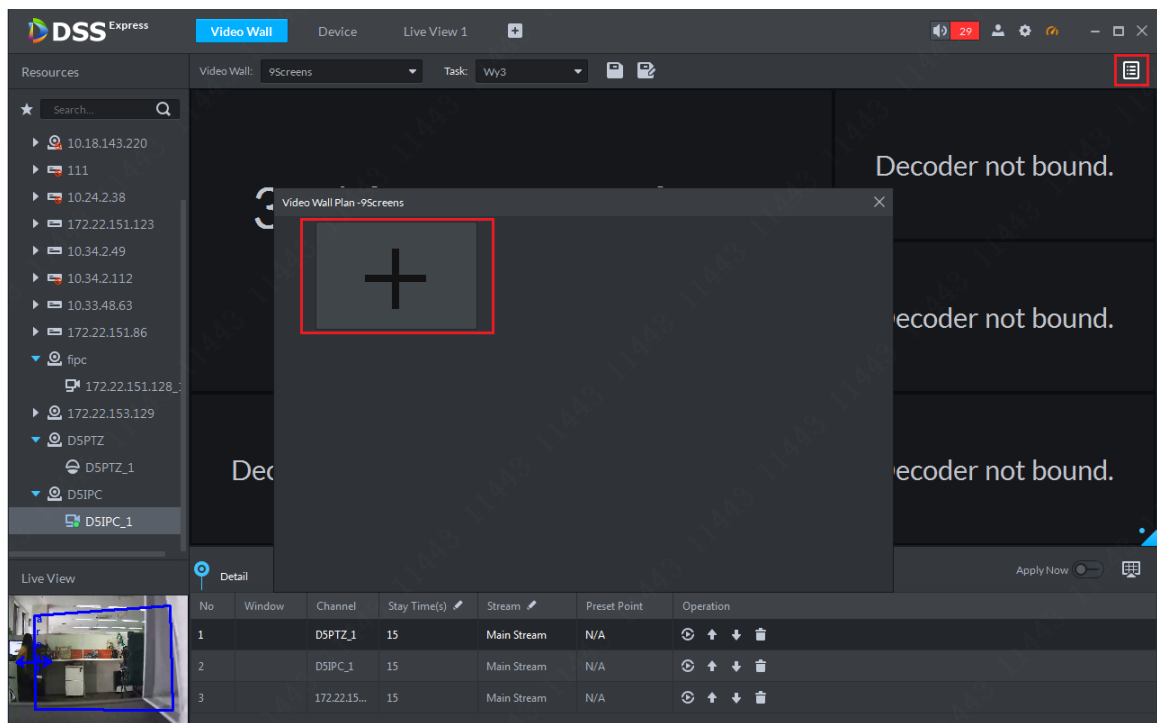 DSS Express
Video Wall
Device
Live View 1
29
Resources
Video Wall: 9Screens
Task: Wy3
Search...
10.18.143.220
111
10.24.2.38
172.22.151.123
10.34.2.49
10.34.2.112
10.33.48.63
172.22.151.86
fipc
172.22.151.128_
172.22.153.129
D5PTZ
D5PTZ_1
D5IPC
D5IPC_1
Decoder not bound.
Video Wall Plan -9Screens
ecoder not bound.
Dec
ecoder not bound.
Live View
Detail
Apply Now
No Window Channel Stay Time(s) Stream Preset Point Operation
1 D5PTZ_1 15 Main Stream N/A
2 D5IPC_1 15 Main Stream N/A
3 172.22.15... 15 Main Stream N/A
11443 11443